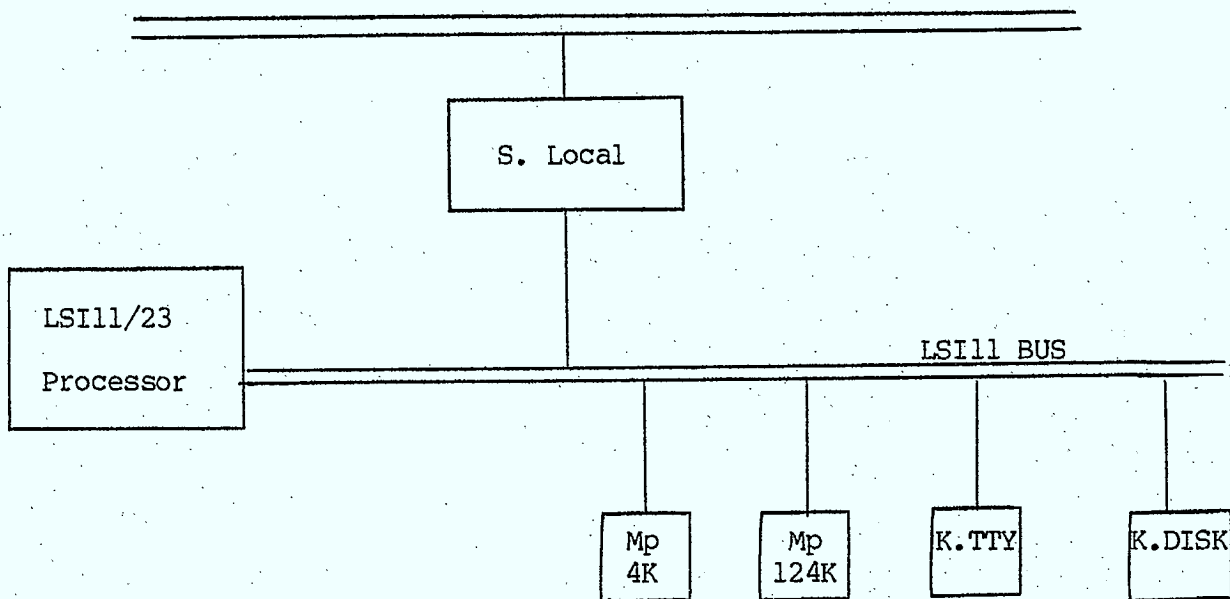 S. Local
LSI11/23
Processor
LSI11 BUS
Mp
4K
Mp
124K
K.TTY
K.DISK